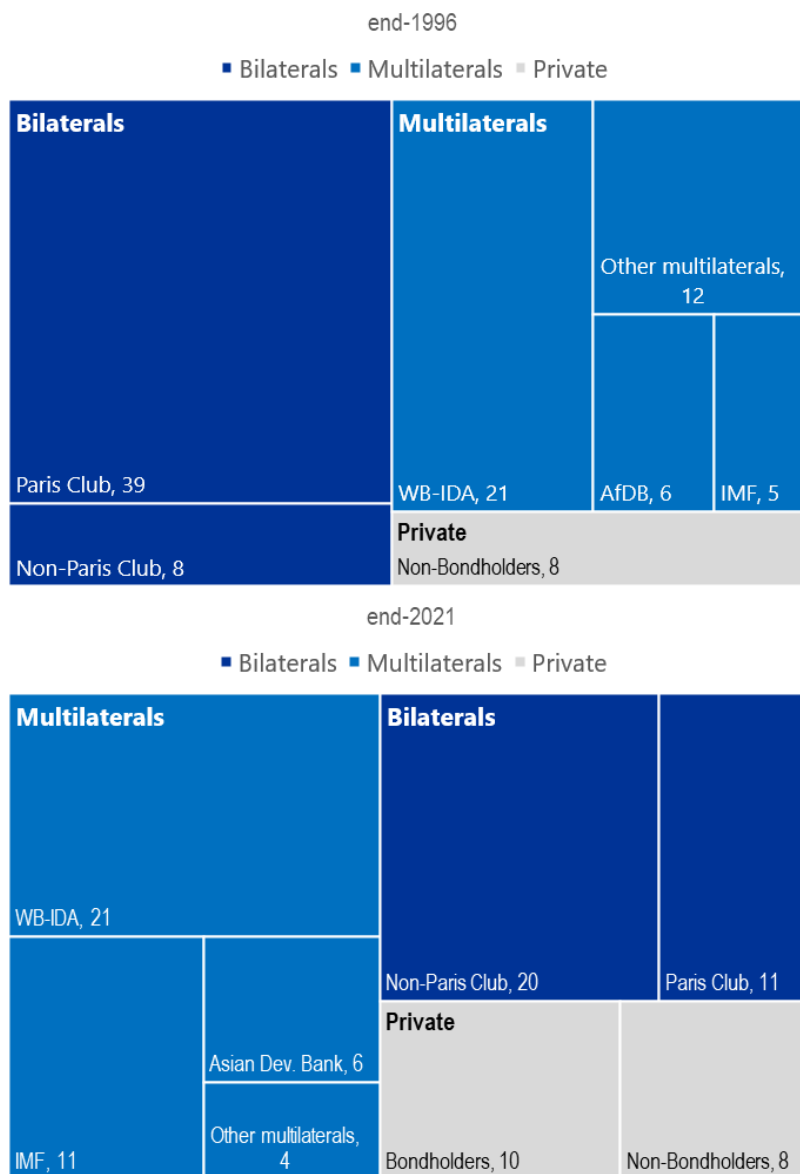 end-1996
Bilaterals Multilaterals Private
Bilaterals
Paris Club, 39
Non-Paris Club, 8
Multilaterals
WB-IDA, 21
Other multilaterals,
12
AfDB, 6
IMF, 5
Private
Non-Bondholders, 8
end-2021
Bilaterals Multilaterals Private
Multilaterals
WB-IDA, 21
IMF, 11
Asian Dev. Bank, 6
Other multilaterals,
4
Bilaterals
Non-Paris Club, 20
Paris Club, 11
Private
Bondholders, 10
Non-Bondholders, 8